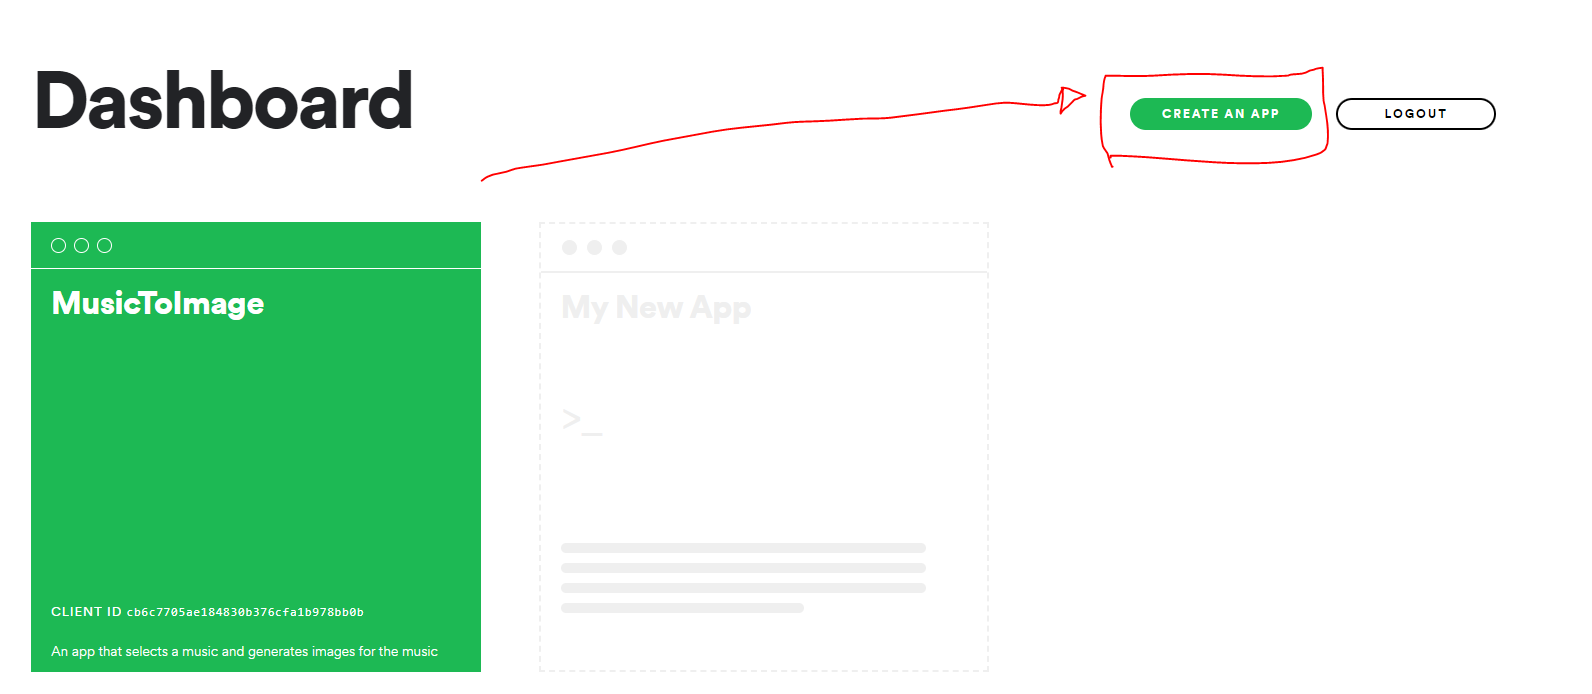 Dashboard
CREATE AN APP
LOGOUT
MusicToImage
My New App
>_
CLIENT ID cb6c7705ae184830b376cfa1b978bb0b
An app that selects a music and generates images for the music